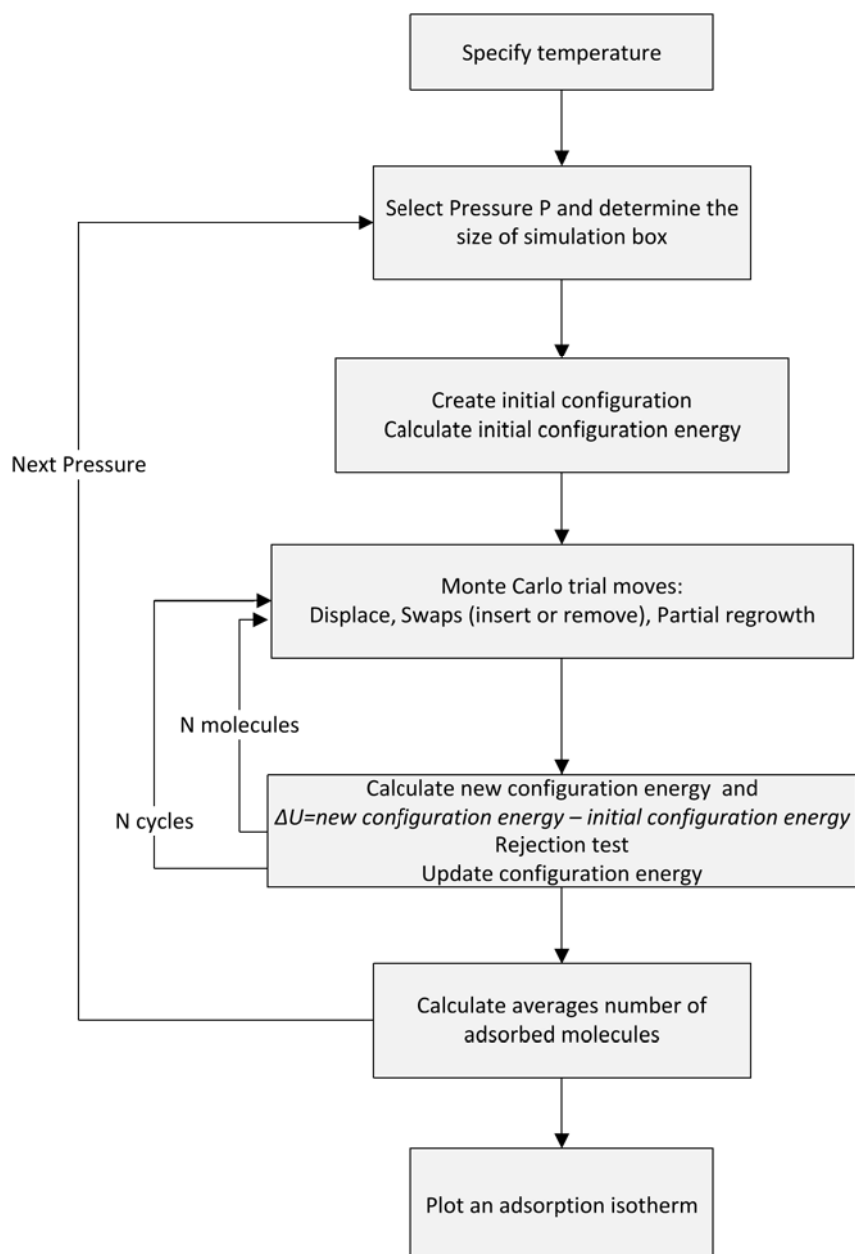 Specify temperature
Select Pressure P and determine the
size of simulation box
Create initial configuration
Calculate initial configuration energy
Next Pressure
Monte Carlo trial moves:
Displace, Swaps (insert or remove), Partial regrowth
N molecules
N cycles
Calculate new configuration energy and
ΔU=new configuration energy – initial configuration energy
Rejection test
Update configuration energy
Calculate averages number of
adsorbed molecules
Plot an adsorption isotherm